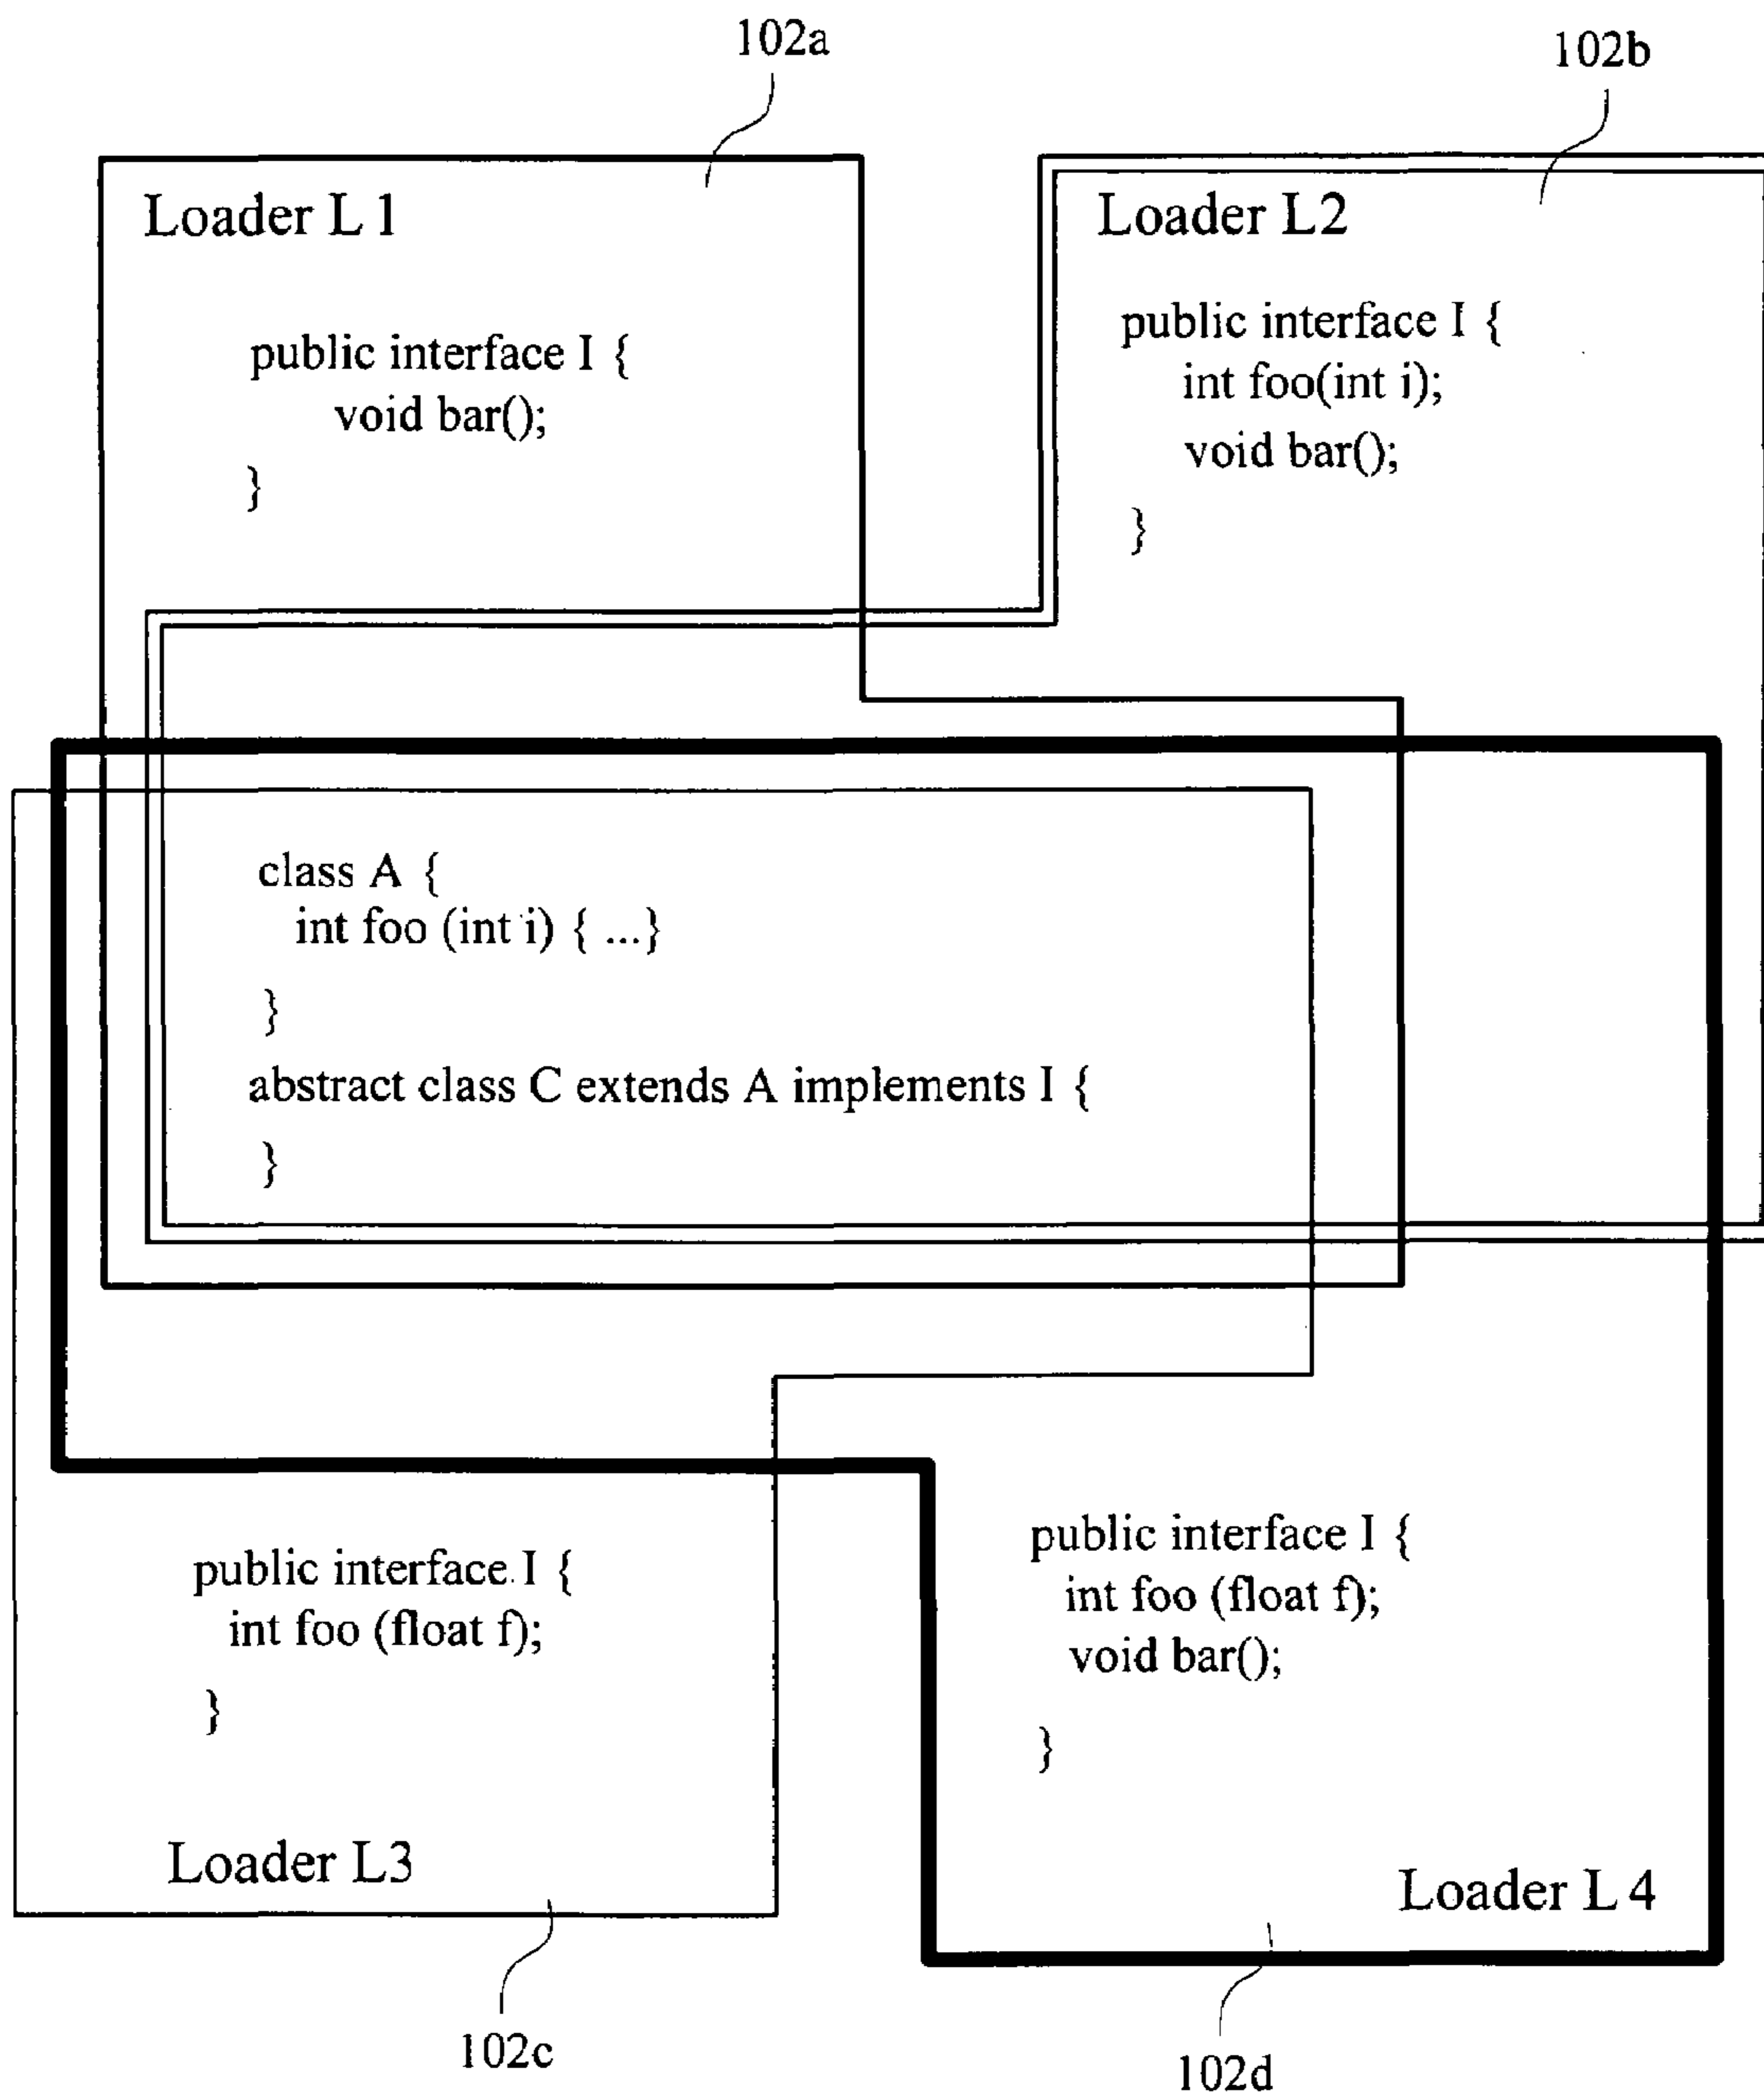 102a
102b
Loader L 1
public interface I {
void bar();
}
Loader L2
public interface I {
int foo(int i);
void bar();
}
class A {
int foo (int i) { ...}
}
abstract class C extends A implements I {
}
public interface I {
int foo (float f);
}
Loader L3
public interface I {
int foo (float f);
void bar();
}
Loader L 4
102c
102d